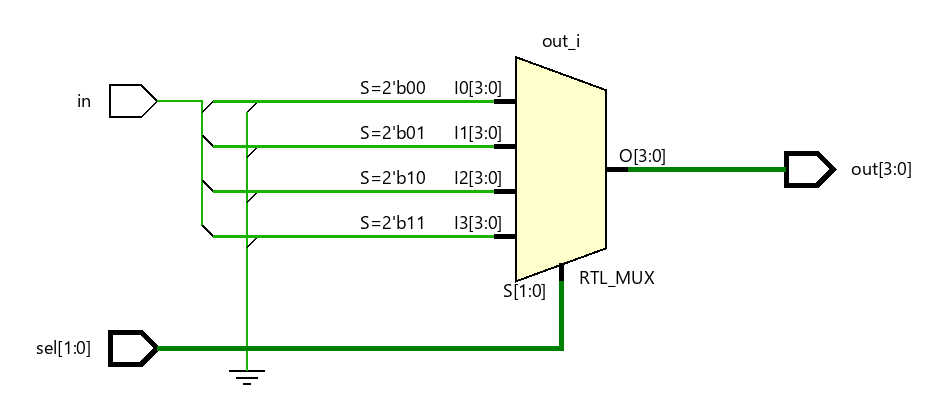 out_i
in
S=2'b00 I0[3:0]
S=2'b01 I1[3:0]
S=2'b10 I2[3:0]
S=2'b11 I3[3:0]
O[3:0]
out[3:0]
RTL_MUX
S[1:0]
sel[1:0]